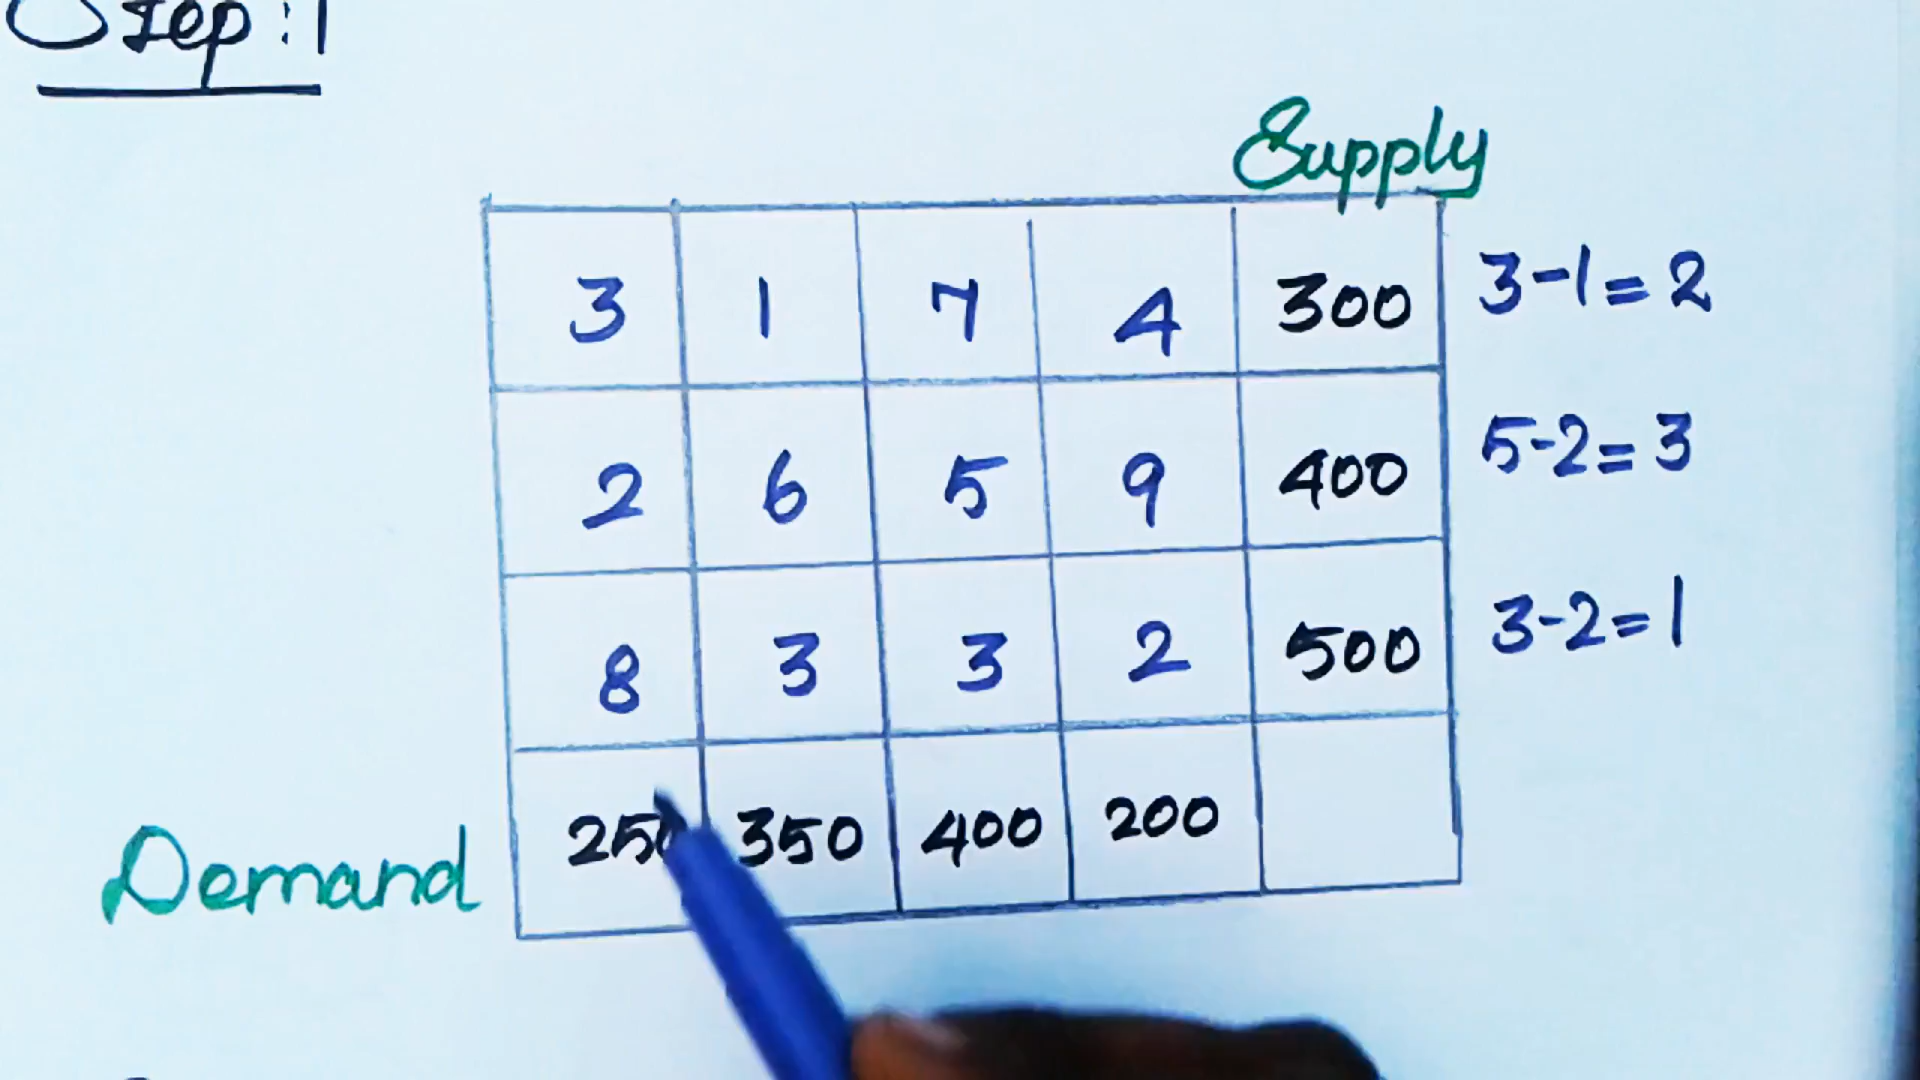 Step:1
Supply
3 1 7 4 300 3-1=2
2 6 5 9 400 5-2=3
8 3 3 2 500 3-2=1
Demand 250 350 400 200